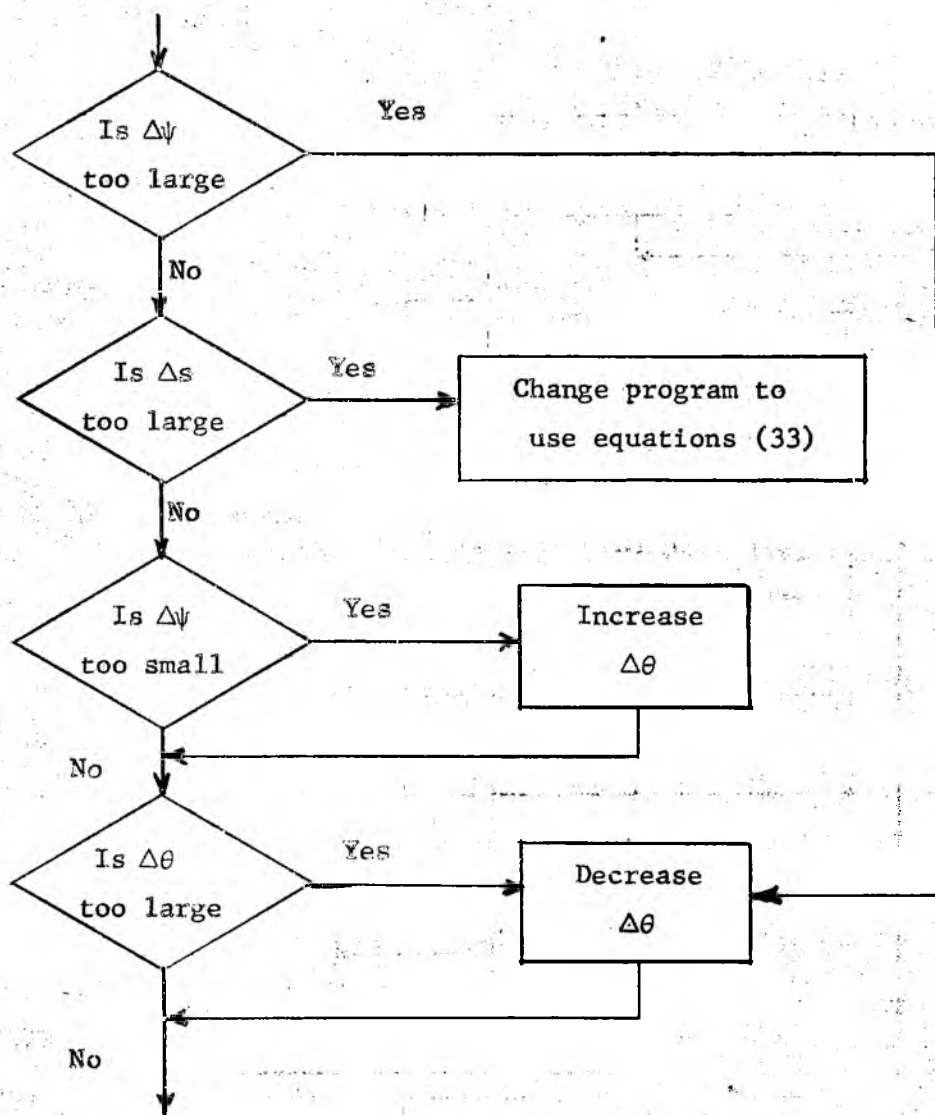 Is Δψ
too large
Yes
No
Is Δs
too large
Yes
Change program to
use equations (33)
No
Is Δψ
too small
Yes
Increase
Δθ
No
Is Δθ
too large
Yes
Decrease
Δθ
No